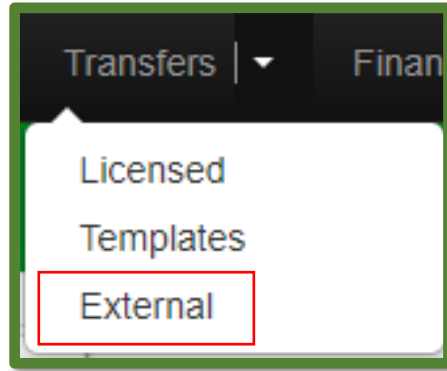 Transfers | Finan
Licensed
Templates
External